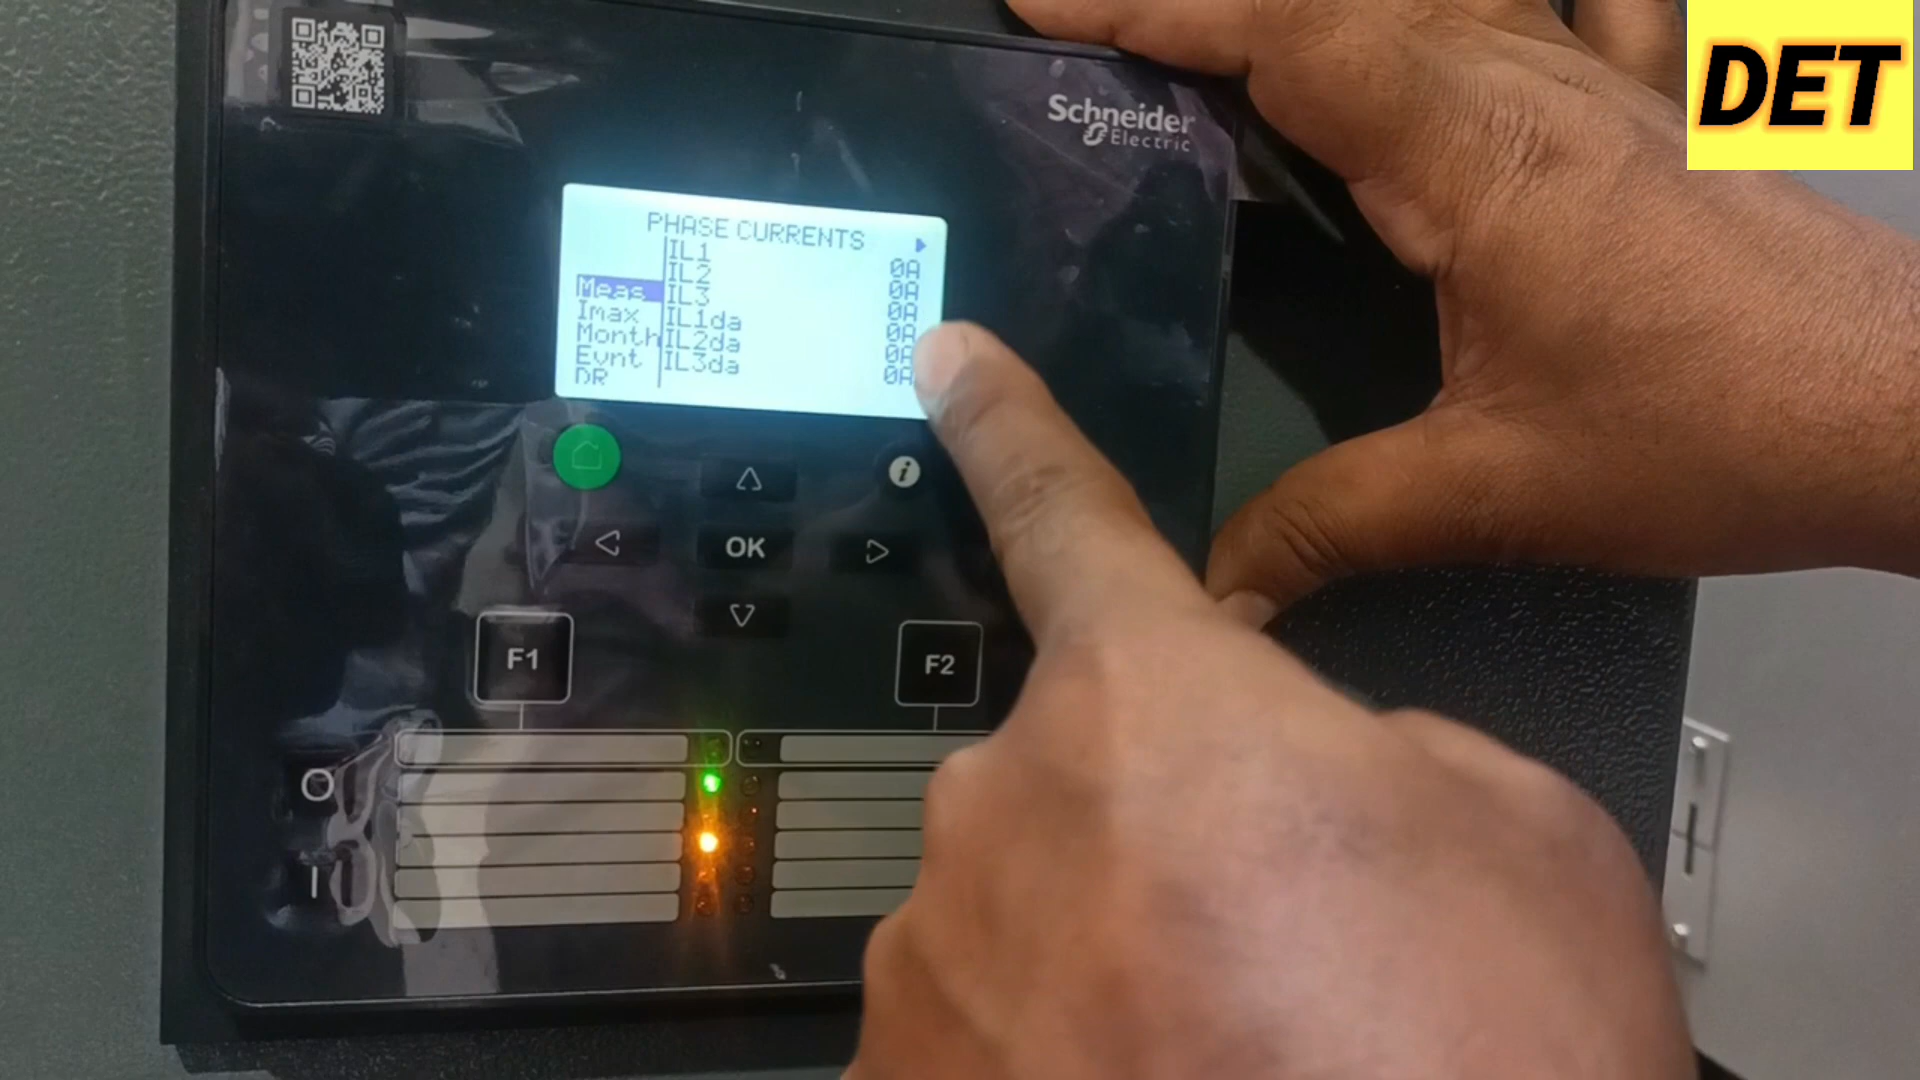 DET
Schneider
Electric
PHASE CURRENTS
IL1 0A
IL2 0A
Meas IL3 0A
Imax IL1da 0A
Month IL2da 0A
Evnt IL3da 0A
DR
i
OK
F1
F2
O
I